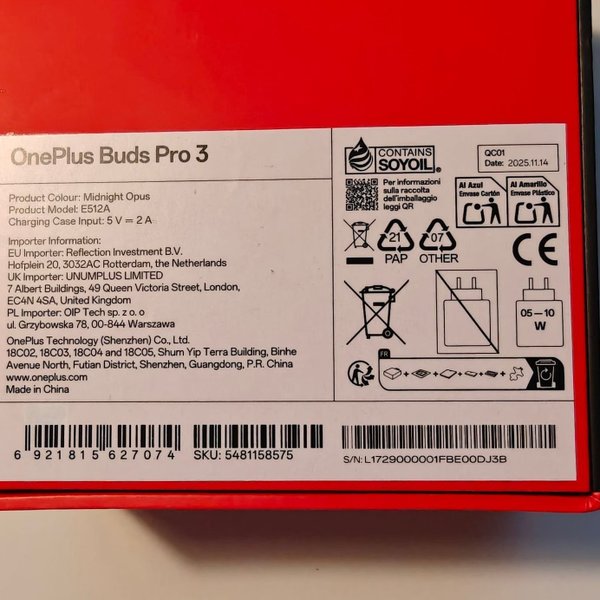 OnePlus Buds Pro 3
Product Colour: Midnight Opus
Product Model: E512A
Charging Case Input: 5 V ⎓ 2 A
Importer Information:
EU Importer: Reflection Investment B.V.
Hofplein 20, 3032AC Rotterdam, the Netherlands
UK Importer: UNUMPLUS LIMITED
7 Albert Buildings, 49 Queen Victoria Street, London,
EC4N 4SA, United Kingdom
PL Importer: OIP Tech sp. z o. o
ul. Grzybowska 78, 00-844 Warszawa
OnePlus Technology (Shenzhen) Co., Ltd.
18C02, 18C03, 18C04 and 18C05, Shum Yip Terra Building, Binhe
Avenue North, Futian District, Shenzhen, Guangdong, P.R. China
www.oneplus.com
Made in China
CONTAINS
SOYOIL®
QC01
Date: 2025.11.14
Per informazioni
sulla raccolta
dell'imballaggio
leggi QR
Al Azul
Envase Cartón
Al Amarillo
Envase Plástico
21
PAP
07
OTHER
CE
05–10
W
FR
6 921815 627074
SKU: 5481158575
S/N: L1729000001FBE00DJ3B